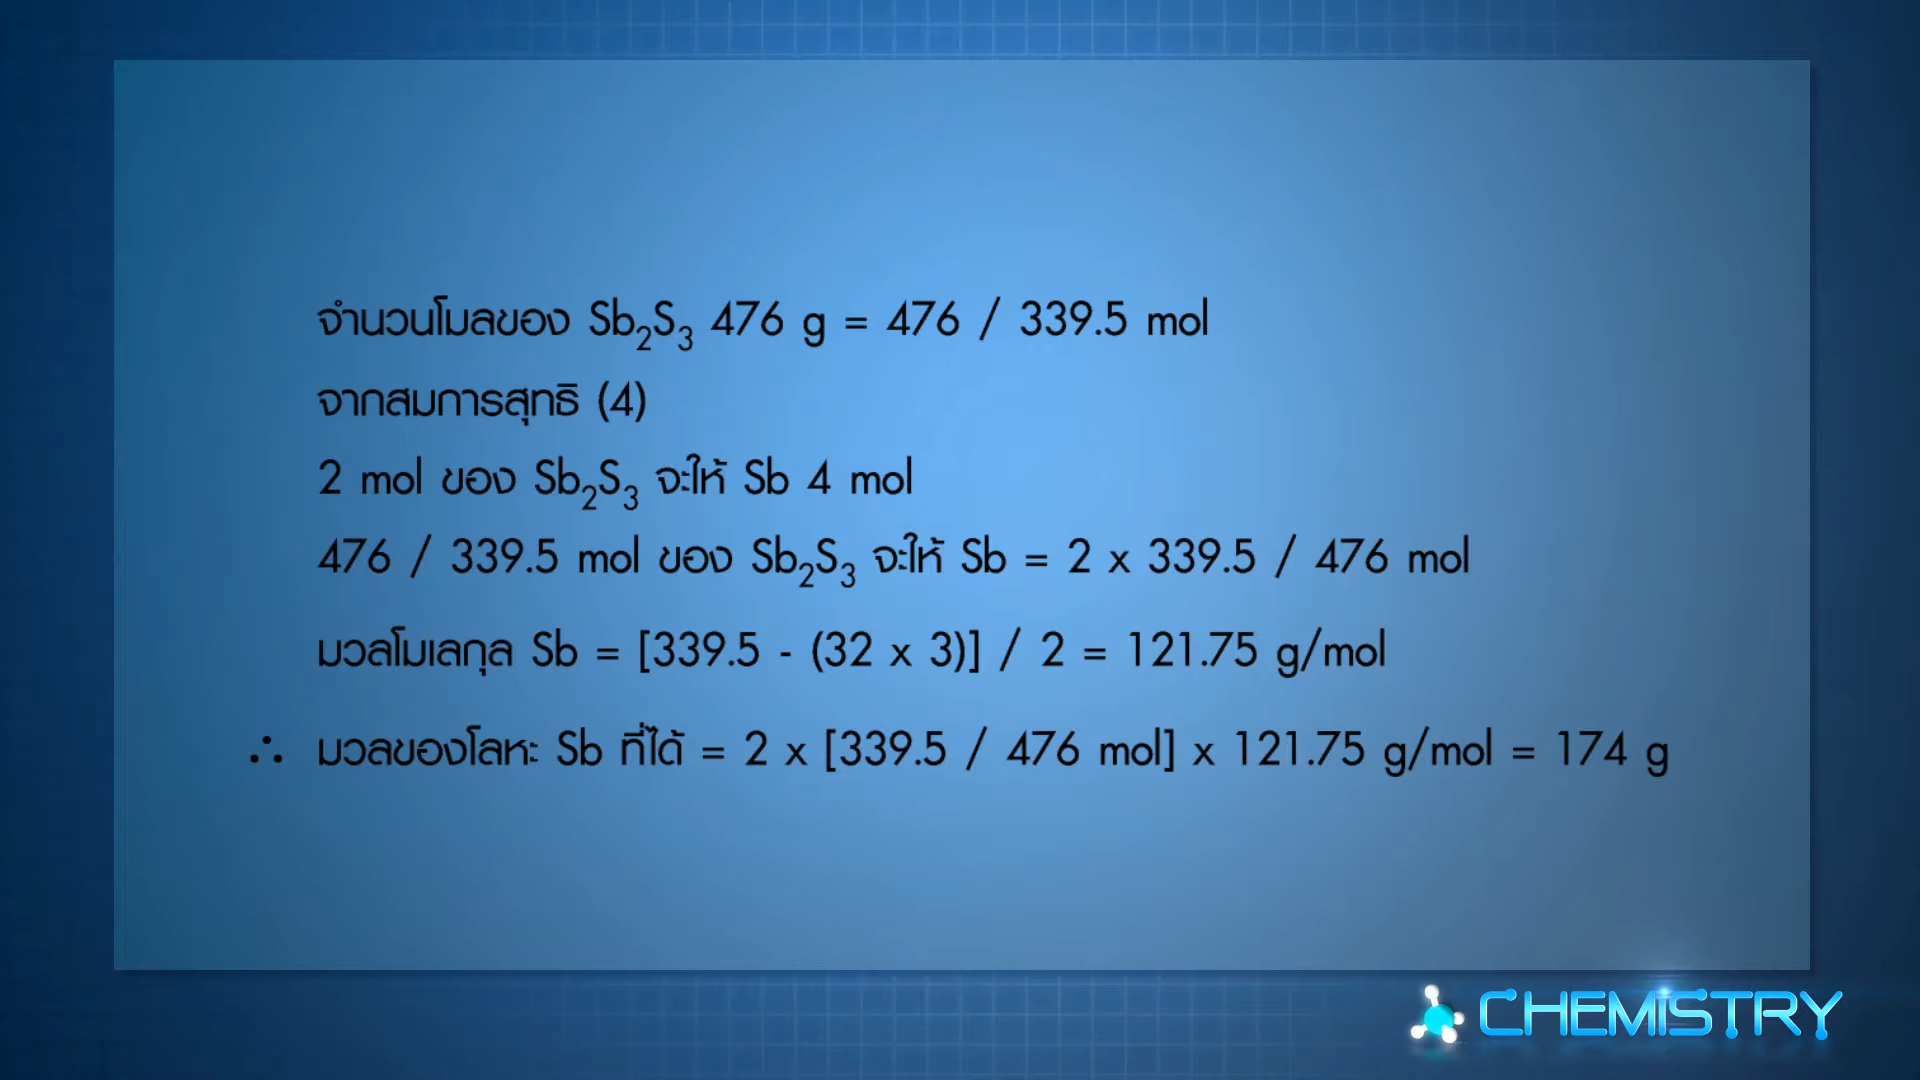 จำนวนโมลของ Sb₂S₃ 476 g = 476 / 339.5 mol
จากสมการสุทธิ (4)
2 mol ของ Sb₂S₃ จะให้ Sb 4 mol
476 / 339.5 mol ของ Sb₂S₃ จะให้ Sb = 2 x 339.5 / 476 mol
มวลโมเลกุล Sb = [339.5 - (32 x 3)] / 2 = 121.75 g/mol
∴ มวลของโลหะ Sb ที่ได้ = 2 x [339.5 / 476 mol] x 121.75 g/mol = 174 g
CHEMISTRY